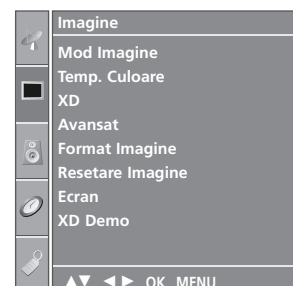 Imagine
Mod Imagine
Temp. Culoare
XD
Avansat
Format Imagine
Resetare Imagine
Ecran
XD Demo
▲▼ ◄► OK MENU